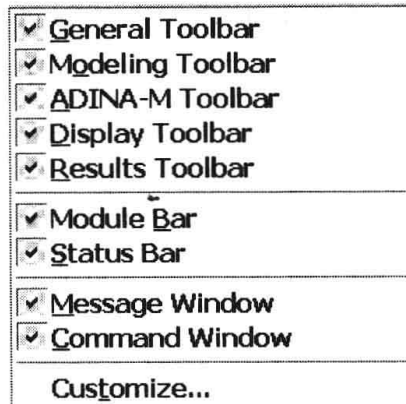 General Toolbar
Modeling Toolbar
ADINA-M Toolbar
Display Toolbar
Results Toolbar
Module Bar
Status Bar
Message Window
Command Window
Customize...